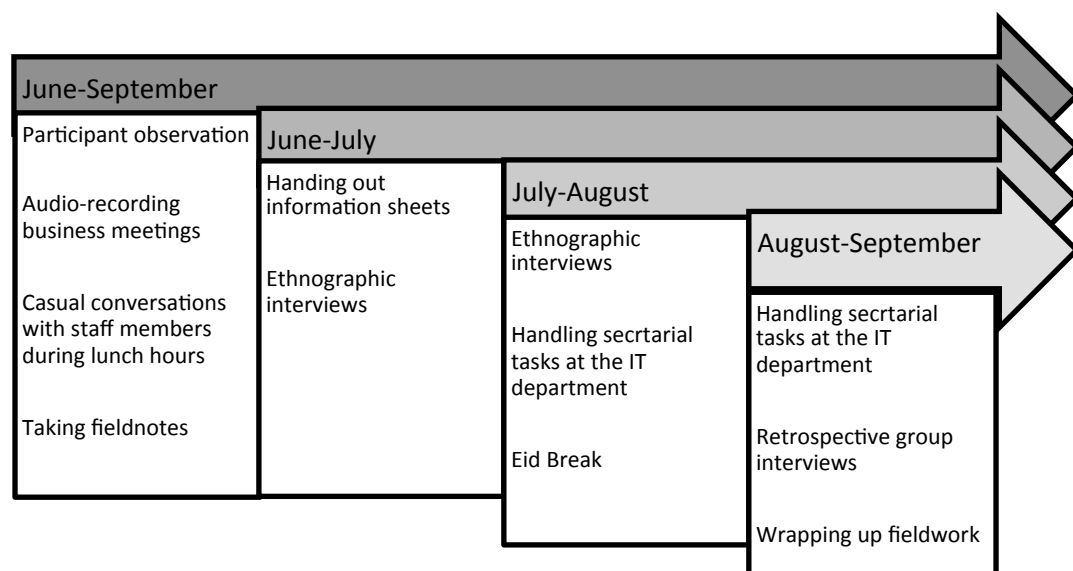 June-September
Participant observation
Audio-recording
business meetings
Casual conversations
with staff members
during lunch hours
Taking fieldnotes
June-July
Handing out
information sheets
Ethnographic
interviews
July-August
Ethnographic
interviews
Handling secrtarial
tasks at the IT
department
Eid Break
August-September
Handling secrtarial
tasks at the IT
department
Retrospective group
interviews
Wrapping up fieldwork